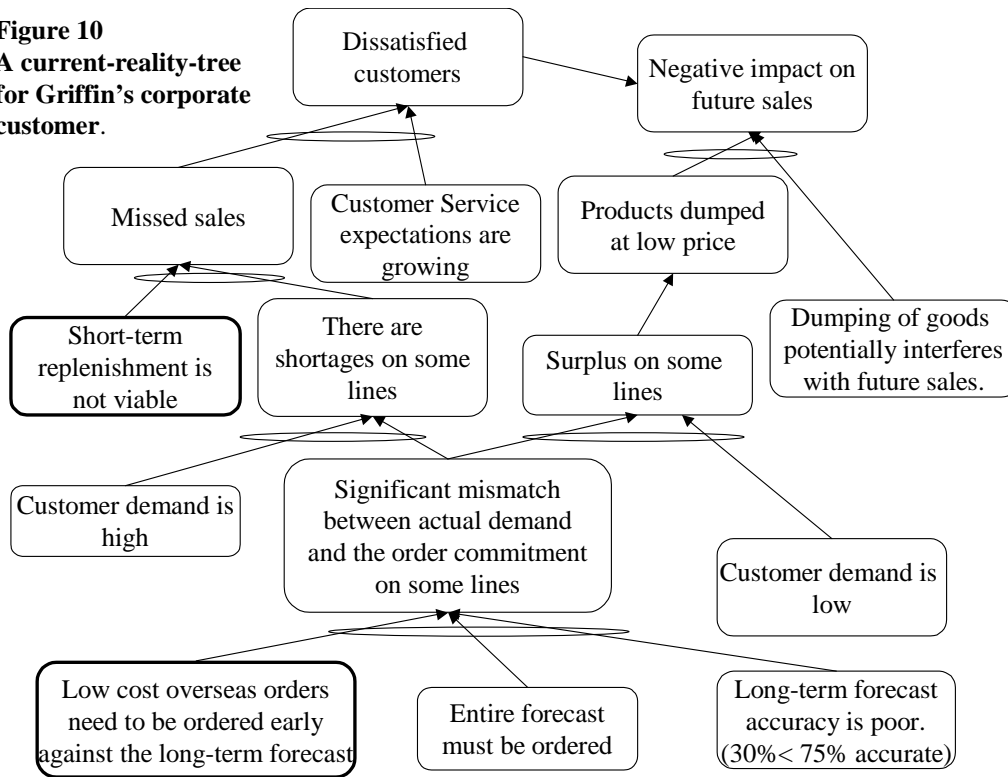 Figure 10
A current-reality-tree
for Griffin's corporate
customer.
Dissatisfied
customers
Negative impact on
future sales
Missed sales
Customer Service
expectations are
growing
Products dumped
at low price
Short-term
replenishment is
not viable
There are
shortages on some
lines
Surplus on some
lines
Dumping of goods
potentially interferes
with future sales.
Customer demand is
high
Significant mismatch
between actual demand
and the order commitment
on some lines
Customer demand is
low
Low cost overseas orders
need to be ordered early
against the long-term forecast
Entire forecast
must be ordered
Long-term forecast
accuracy is poor.
(30%< 75% accurate)